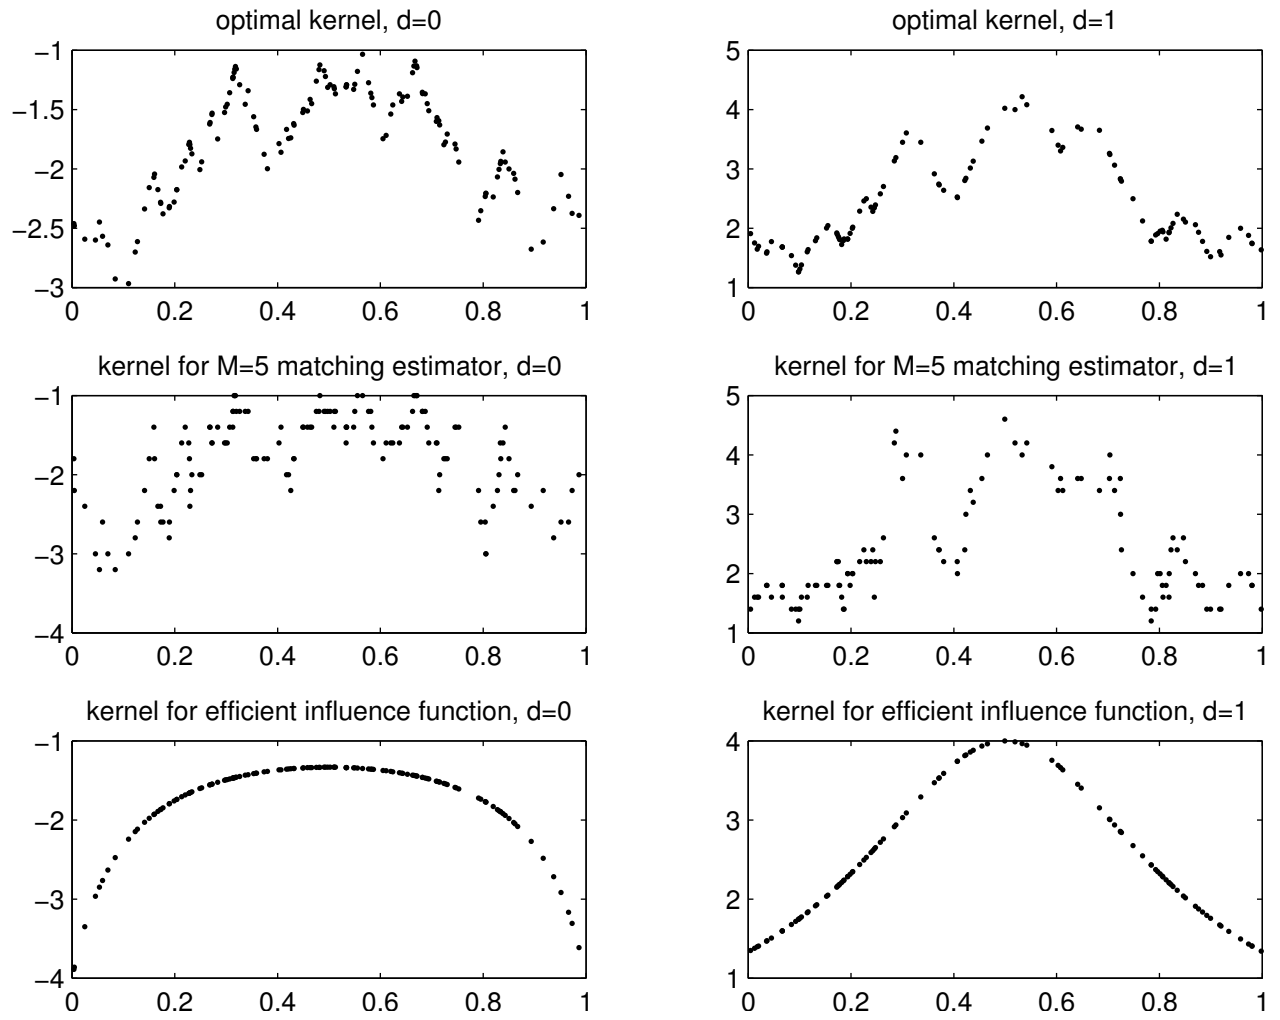 optimal kernel, d=0
−1
−1.5
−2
−2.5
−3
0 0.2 0.4 0.6 0.8 1
optimal kernel, d=1
5
4
3
2
1
0 0.2 0.4 0.6 0.8 1
kernel for M=5 matching estimator, d=0
−1
−2
−3
−4
0 0.2 0.4 0.6 0.8 1
kernel for M=5 matching estimator, d=1
5
4
3
2
1
0 0.2 0.4 0.6 0.8 1
kernel for efficient influence function, d=0
−1
−2
−3
−4
0 0.2 0.4 0.6 0.8 1
kernel for efficient influence function, d=1
4
3
2
1
0 0.2 0.4 0.6 0.8 1